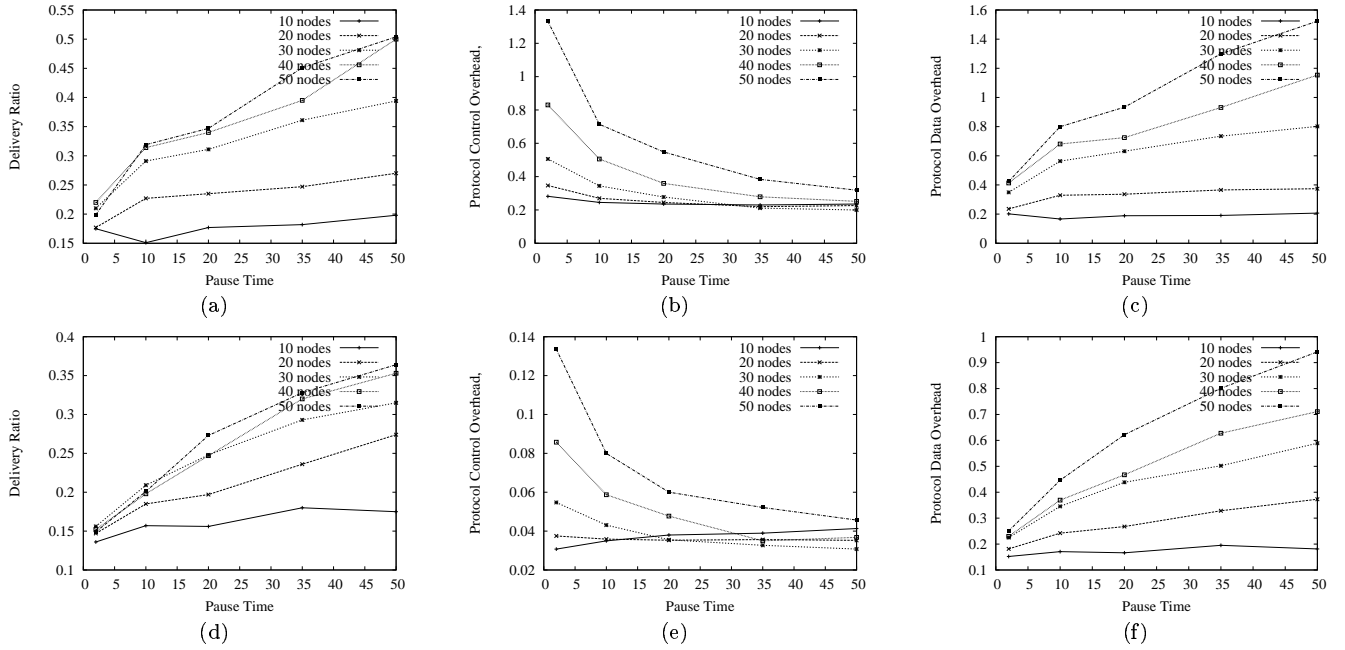 0.55
0.5
0.45
0.4
0.35
0.3
0.25
0.2
0.15
0 5 10 15 20 25 30 35 40 45 50
Delivery Ratio
Pause Time
10 nodes
20 nodes
30 nodes
40 nodes
50 nodes
(a)
1.4
1.2
1
0.8
0.6
0.4
0.2
0
0 5 10 15 20 25 30 35 40 45 50
Protocol Control Overhead,
Pause Time
10 nodes
20 nodes
30 nodes
40 nodes
50 nodes
(b)
1.6
1.4
1.2
1
0.8
0.6
0.4
0.2
0
0 5 10 15 20 25 30 35 40 45 50
Protocol Data Overhead
Pause Time
10 nodes
20 nodes
30 nodes
40 nodes
50 nodes
(c)
0.4
0.35
0.3
0.25
0.2
0.15
0.1
0 5 10 15 20 25 30 35 40 45 50
Delivery Ratio
Pause Time
10 nodes
20 nodes
30 nodes
40 nodes
50 nodes
(d)
0.14
0.12
0.1
0.08
0.06
0.04
0.02
0 5 10 15 20 25 30 35 40 45 50
Protocol Control Overhead,
Pause Time
10 nodes
20 nodes
30 nodes
40 nodes
50 nodes
(e)
1
0.9
0.8
0.7
0.6
0.5
0.4
0.3
0.2
0.1
0 5 10 15 20 25 30 35 40 45 50
Protocol Data Overhead
Pause Time
10 nodes
20 nodes
30 nodes
40 nodes
50 nodes
(f)